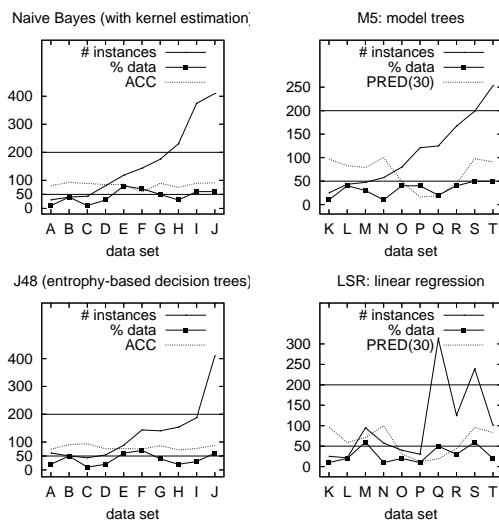 Naive Bayes (with kernel estimation)
# instances
% data
ACC
400
300
200
100
50
0
A B C D E F G H I J
data set
M5: model trees
# instances
% data
PRED(30)
250
200
150
100
50
0
K L M N O P Q R S T
data set
J48 (entrophy-based decision trees)
# instances
% data
ACC
400
300
200
100
50
0
A B C D E F G H I J
data set
LSR: linear regression
# instances
% data
PRED(30)
300
250
200
150
100
50
0
K L M N O P Q R S T
data set